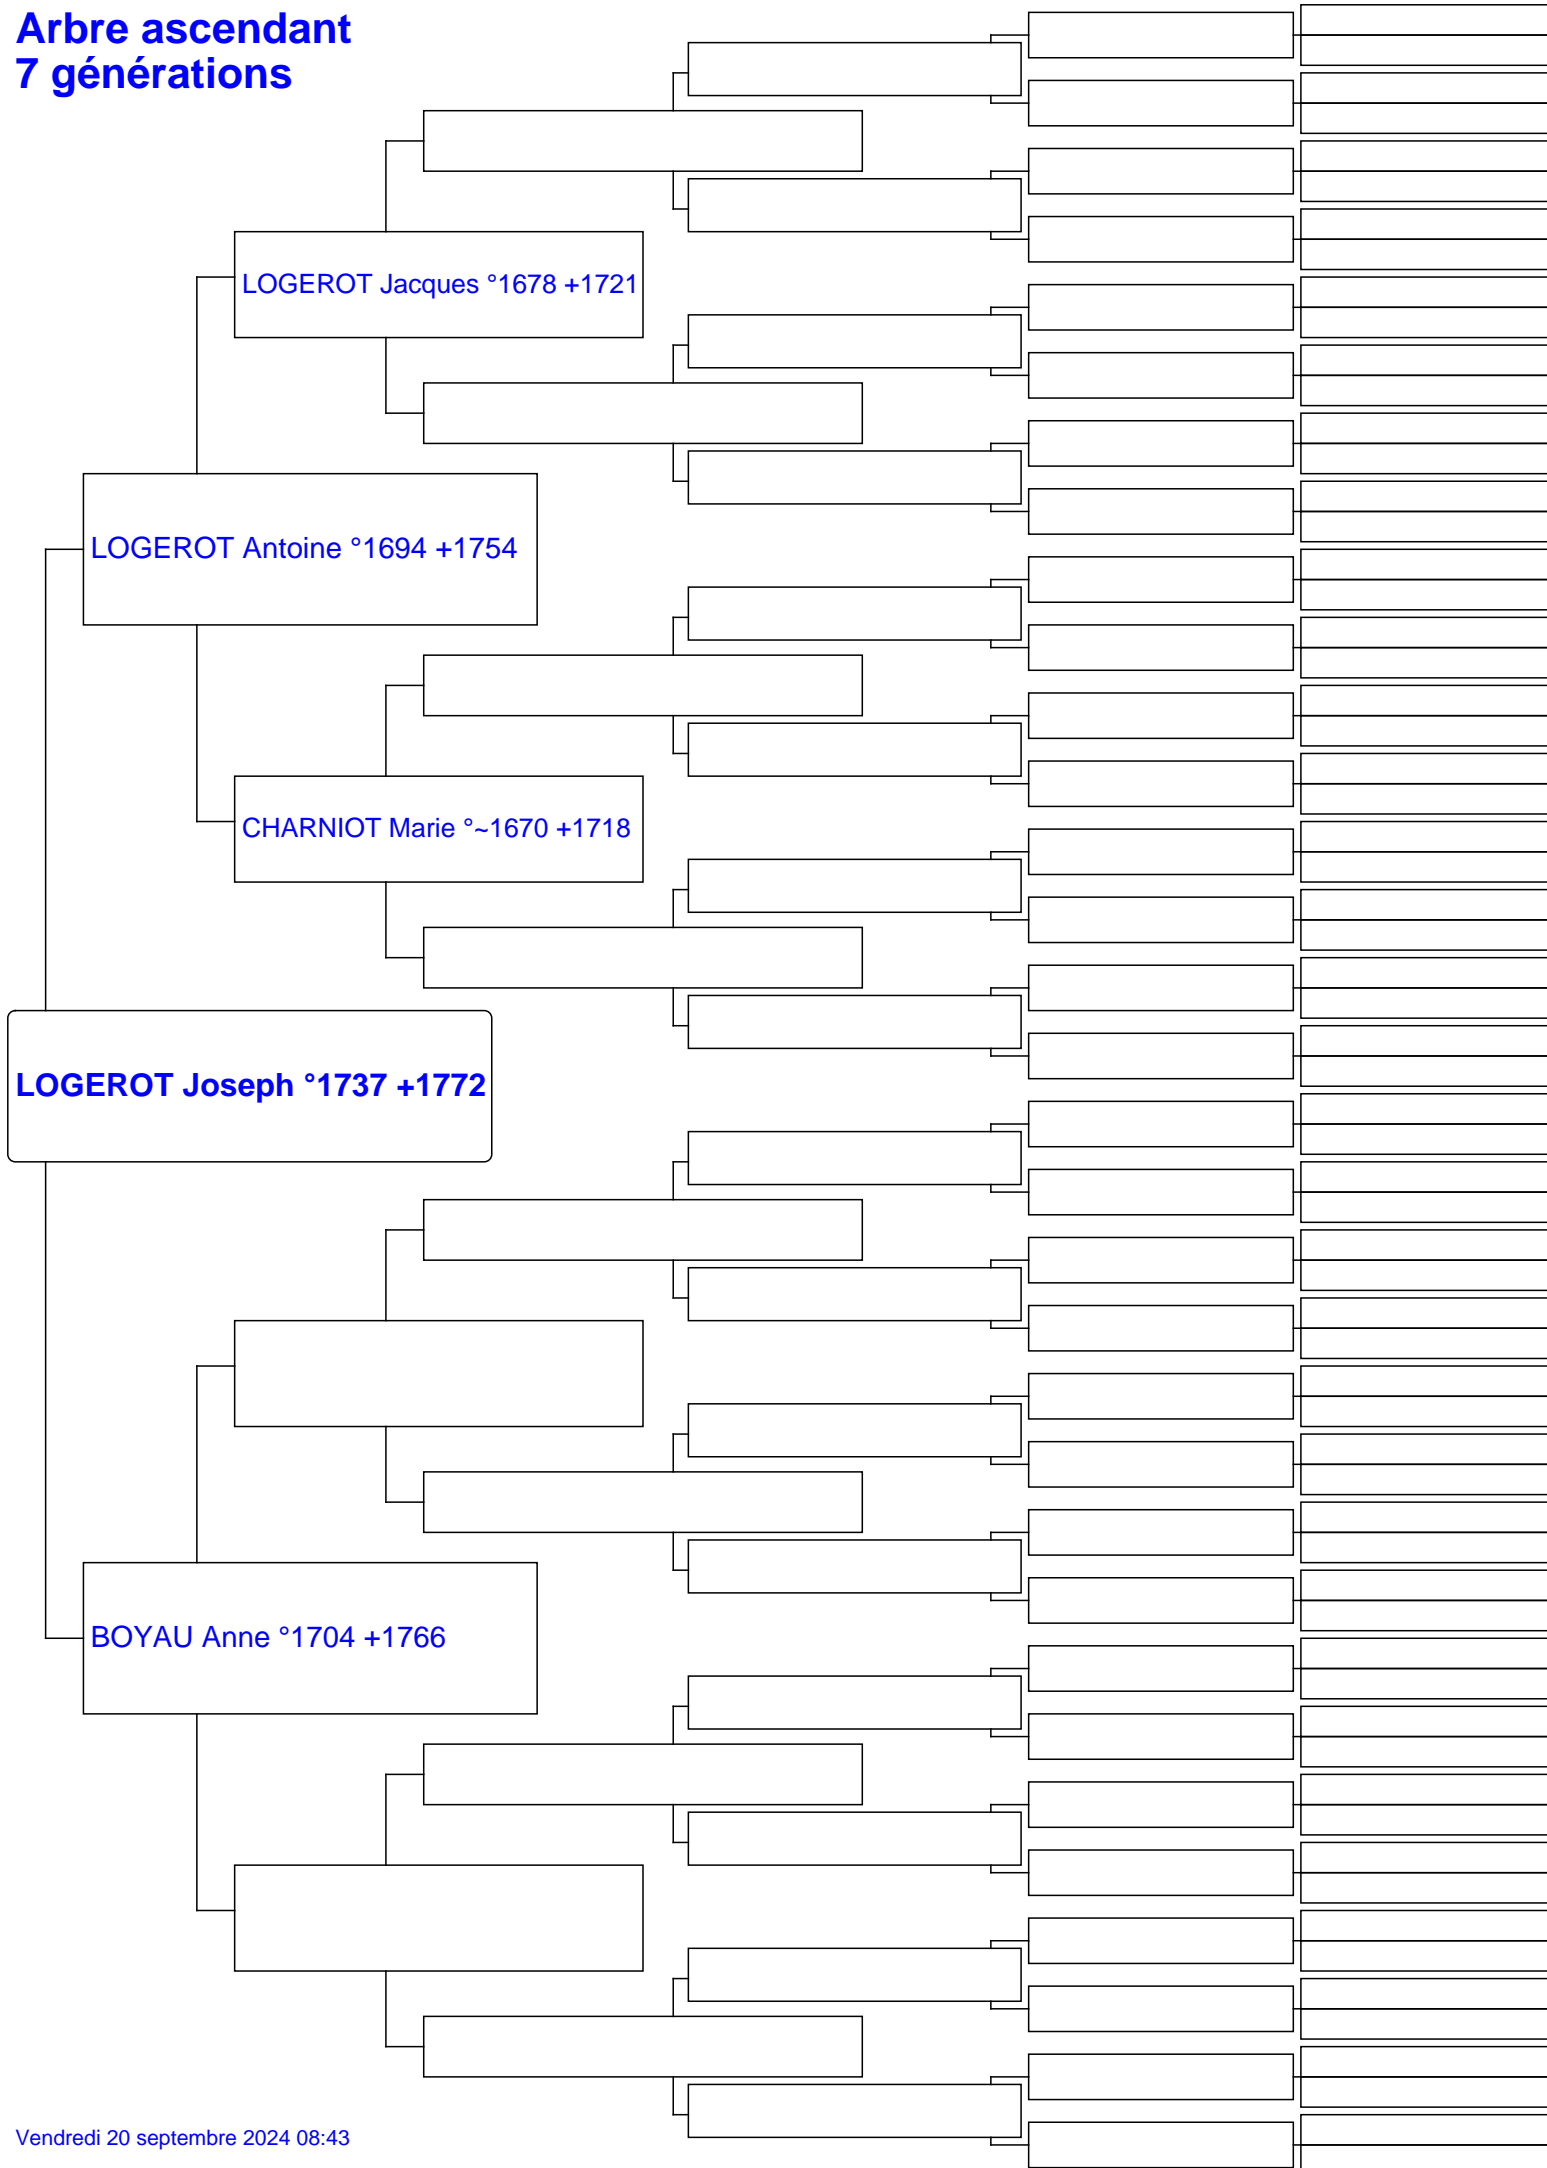 Arbre ascendant
7 générations
LOGEROT Jacques °1678 +1721
LOGEROT Antoine °1694 +1754
CHARNIOT Marie °~1670 +1718
LOGEROT Joseph °1737 +1772
BOYAU Anne °1704 +1766
Vendredi 20 septembre 2024 08:43